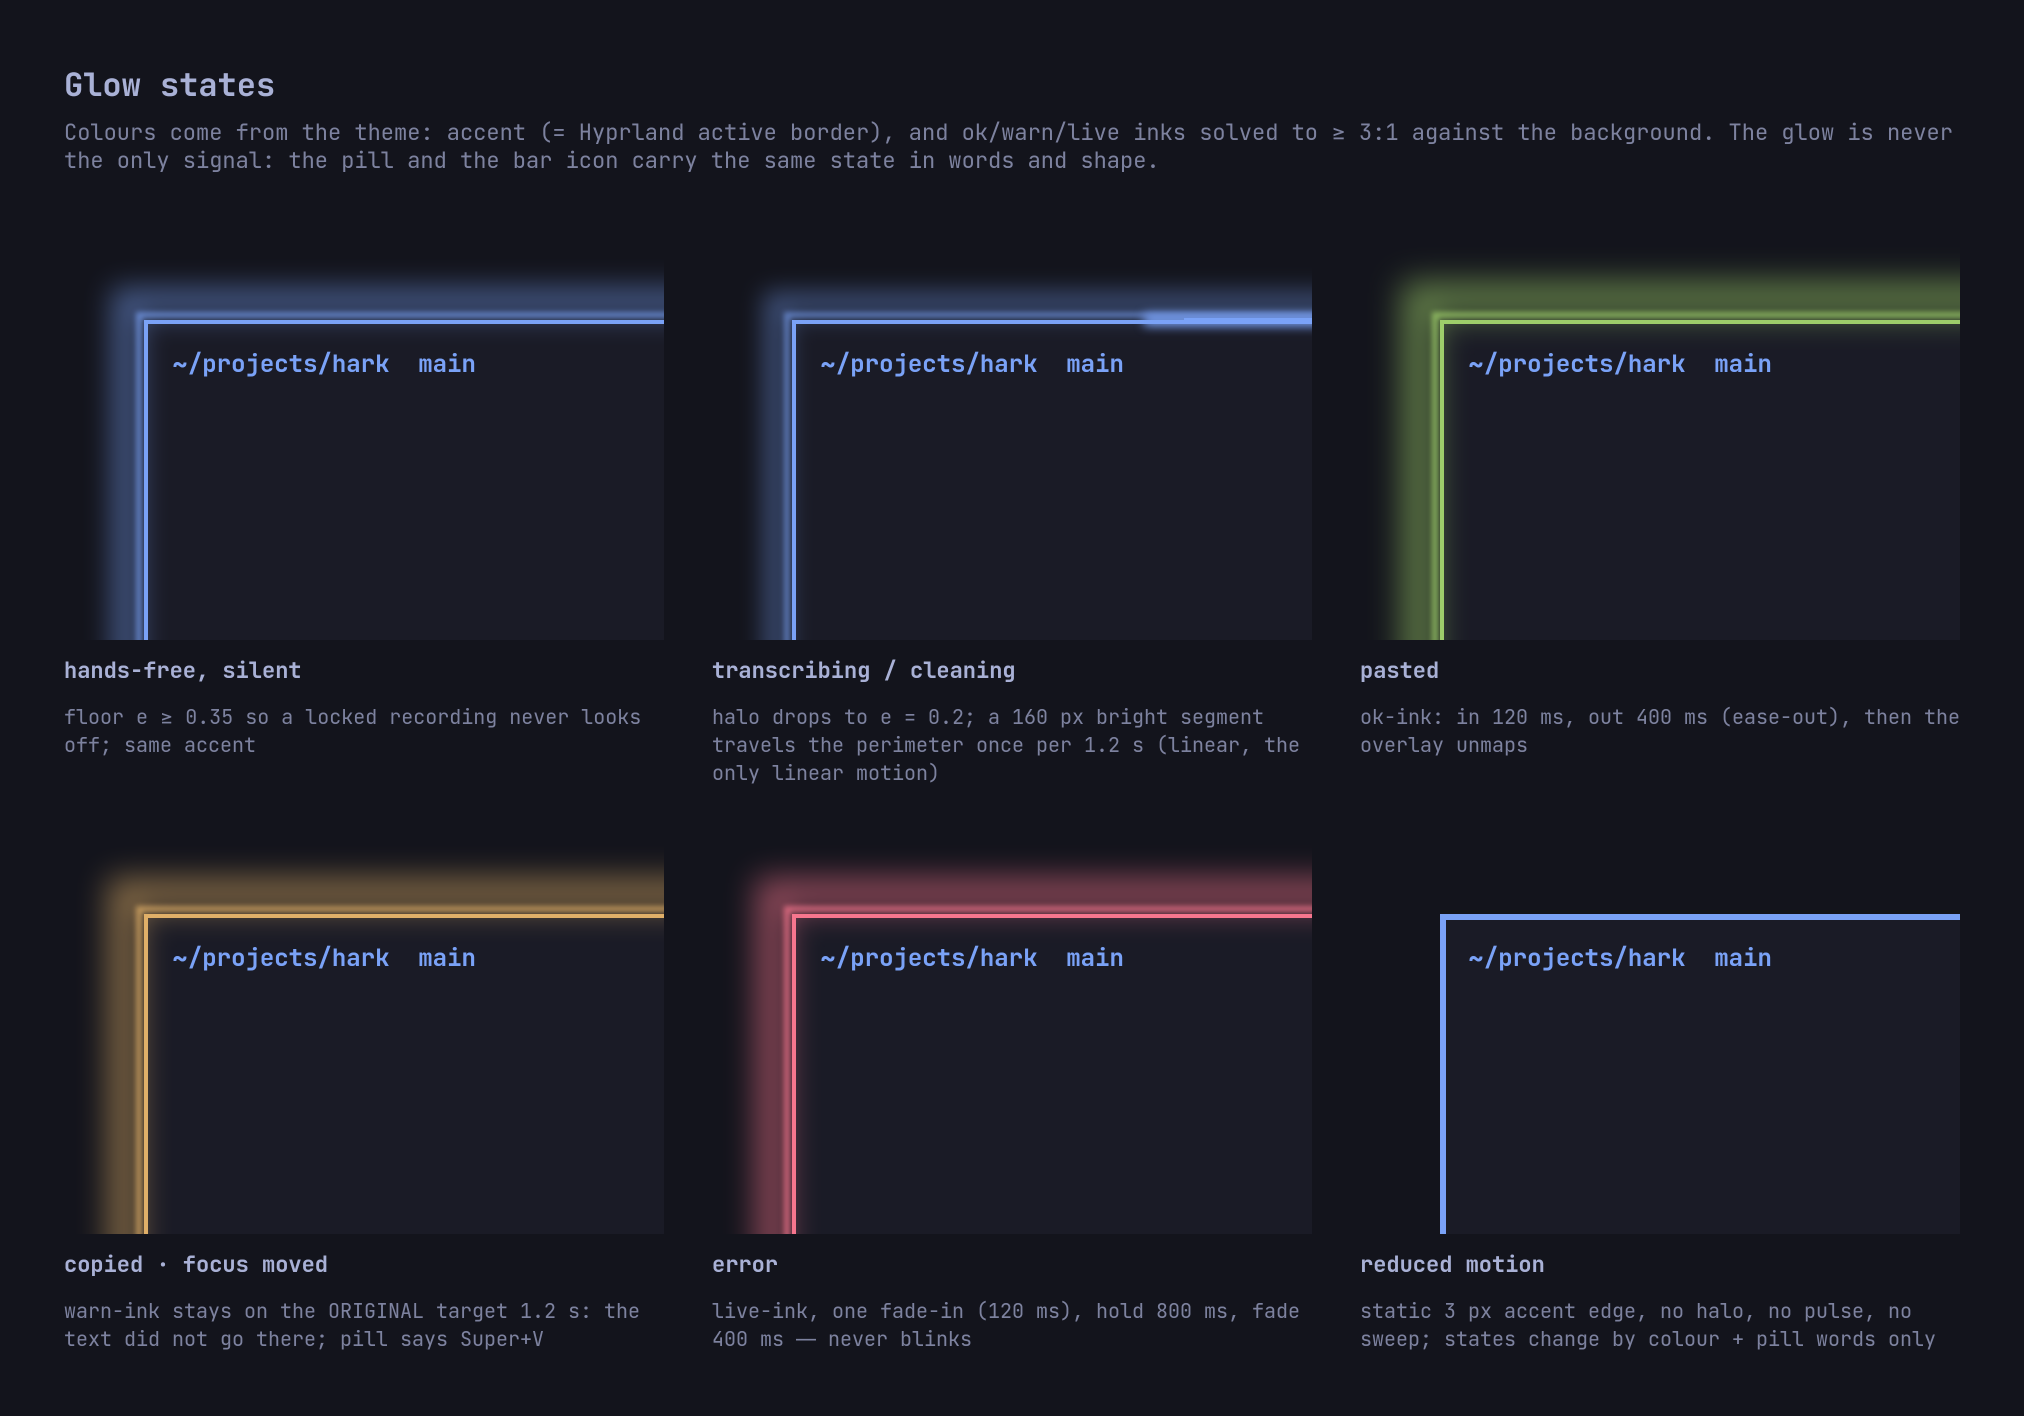 Glow states
Colours come from the theme: accent (= Hyprland active border), and ok/warn/live inks solved to ≥ 3:1 against the background. The glow is never
the only signal: the pill and the bar icon carry the same state in words and shape.
~/projects/hark  main
~/projects/hark  main
~/projects/hark  main
hands-free, silent
floor e ≥ 0.35 so a locked recording never looks
off; same accent
transcribing / cleaning
halo drops to e = 0.2; a 160 px bright segment
travels the perimeter once per 1.2 s (linear, the
only linear motion)
pasted
ok-ink: in 120 ms, out 400 ms (ease-out), then the
overlay unmaps
~/projects/hark  main
~/projects/hark  main
~/projects/hark  main
copied · focus moved
warn-ink stays on the ORIGINAL target 1.2 s: the
text did not go there; pill says Super+V
error
live-ink, one fade-in (120 ms), hold 800 ms, fade
400 ms — never blinks
reduced motion
static 3 px accent edge, no halo, no pulse, no
sweep; states change by colour + pill words only